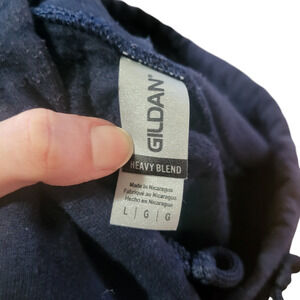 GILDAN
HEAVY BLEND
Made in Nicaragua
Fabriqué au Nicaragua
Hecho en Nicaragua
L | G | G